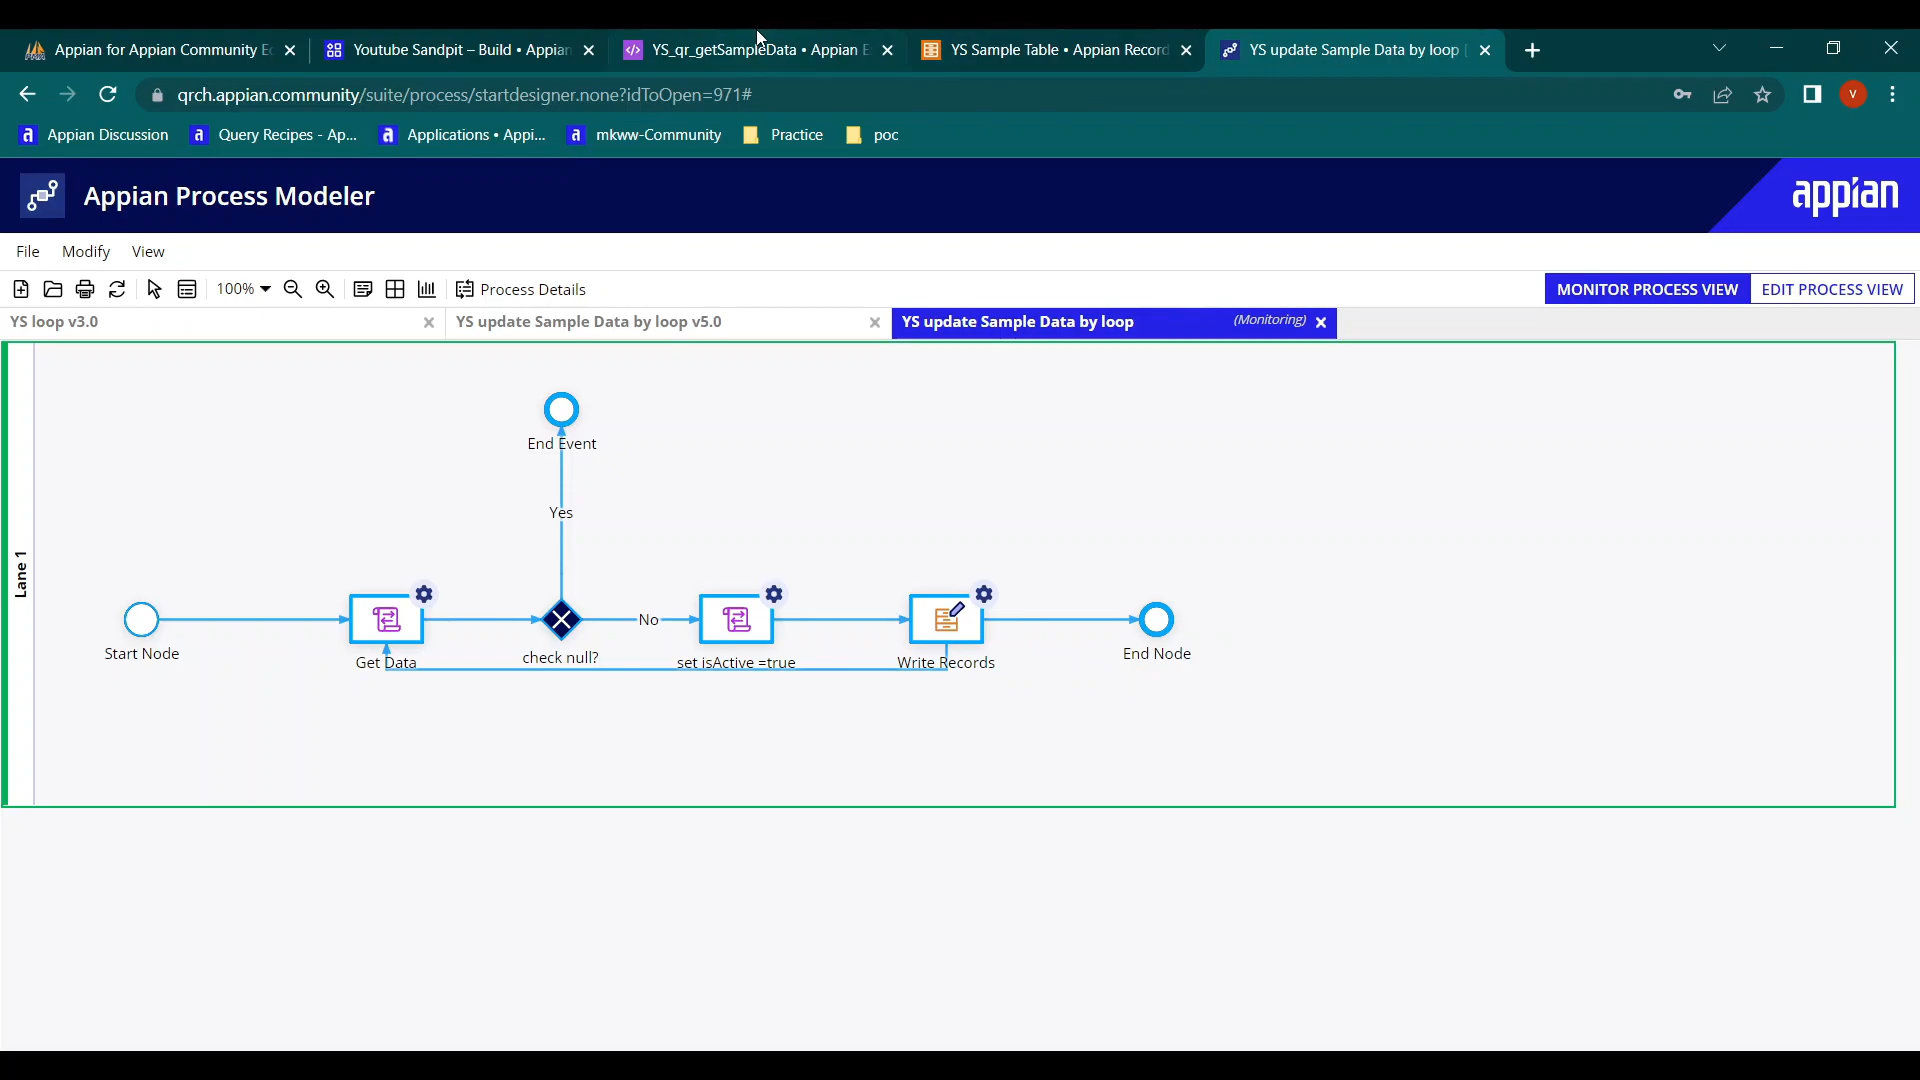 Appian for Appian Community E
Youtube Sandpit – Build • Appian
YS_qr_getSampleData • Appian E
YS Sample Table • Appian Record
YS update Sample Data by loop
qrch.appian.community/suite/process/startdesigner.none?idToOpen=971#
V
Appian Discussion
Query Recipes - Ap...
Applications • Appi...
mkww-Community
Practice
poc
Appian Process Modeler
appian
File Modify View
100%
Process Details
MONITOR PROCESS VIEW
EDIT PROCESS VIEW
YS loop v3.0
YS update Sample Data by loop v5.0
YS update Sample Data by loop
(Monitoring)
Lane 1
End Event
Yes
No
Start Node
Get Data
check null?
set isActive =true
Write Records
End Node